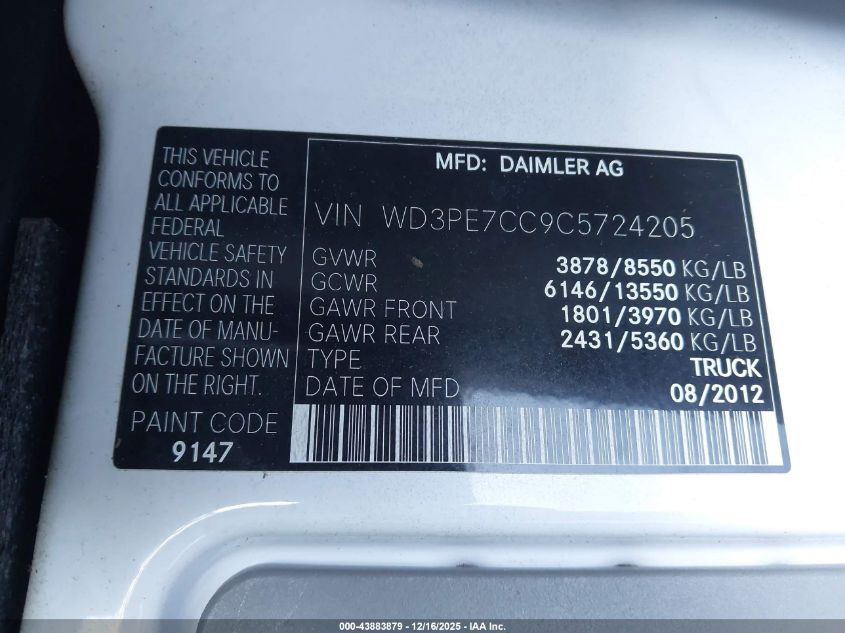 THIS VEHICLE
CONFORMS TO
ALL APPLICABLE
FEDERAL
VEHICLE SAFETY
STANDARDS IN
EFFECT ON THE
DATE OF MANU-
FACTURE SHOWN
ON THE RIGHT.
PAINT CODE
9147
MFD: DAIMLER AG
VIN WD3PE7CC9C5724205
GVWR 3878/8550 KG/LB
GCWR 6146/13550 KG/LB
GAWR FRONT 1801/3970 KG/LB
GAWR REAR 2431/5360 KG/LB
TYPE TRUCK
DATE OF MFD 08/2012
000-43883879 - 12/16/2025 - IAA Inc.